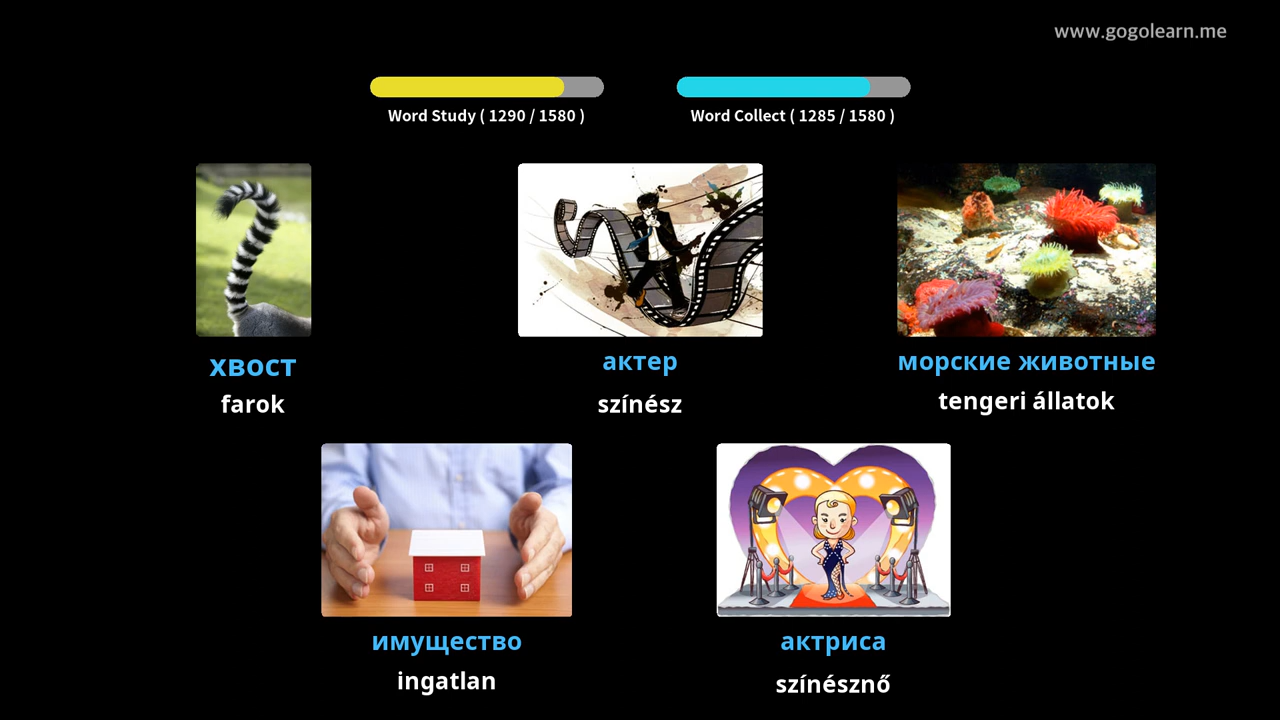 www.gogolearn.me
Word Study ( 1290 / 1580 )
Word Collect ( 1285 / 1580 )
хвост
farok
актер
színész
морские животные
tengeri állatok
имущество
ingatlan
актриса
színésznő